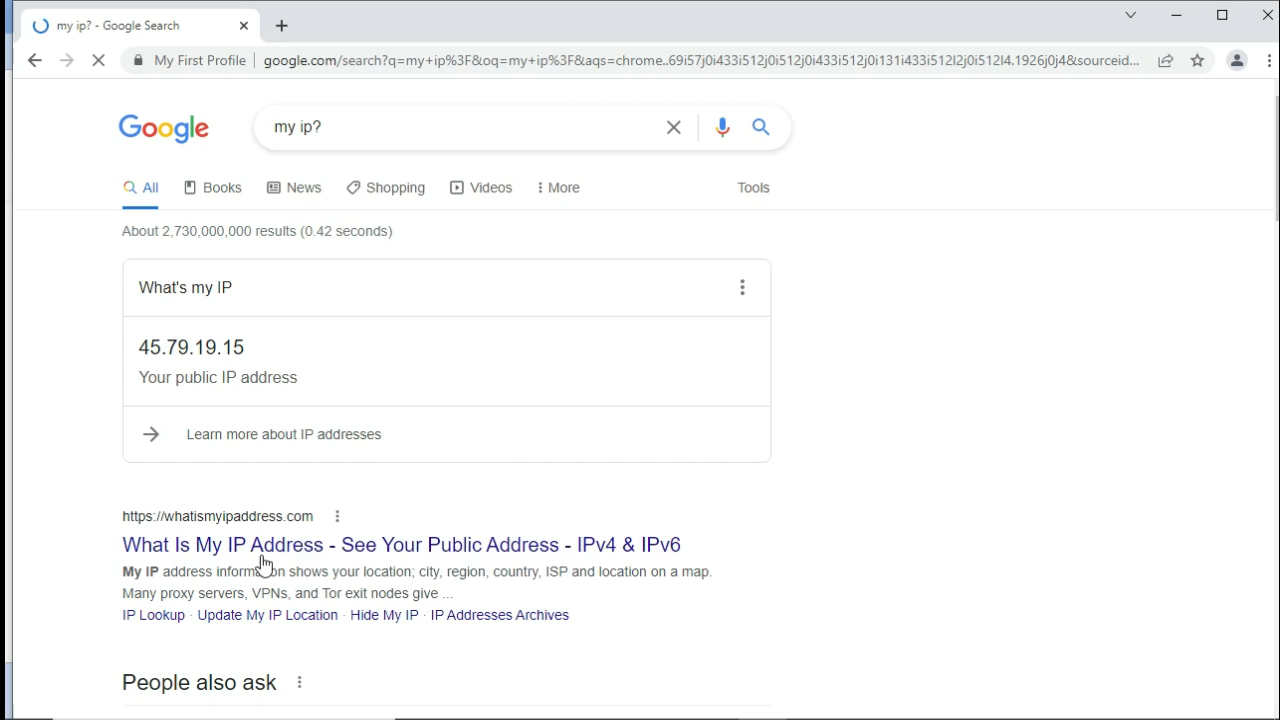 my ip? - Google Search
My First Profile
google.com/search?q=my+ip%3F&oq=my+ip%3F&aqs=chrome..69i57j0i433i512j0i512j0i433i512j0i131i433i512l2j0i512l4.1926j0j4&sourceid...
Google
my ip?
All
Books
News
Shopping
Videos
More
Tools
About 2,730,000,000 results (0.42 seconds)
What's my IP
45.79.19.15
Your public IP address
Learn more about IP addresses
https://whatismyipaddress.com
What Is My IP Address - See Your Public Address - IPv4 & IPv6
My IP address information shows your location; city, region, country, ISP and location on a map.
Many proxy servers, VPNs, and Tor exit nodes give ...
IP Lookup · Update My IP Location · Hide My IP · IP Addresses Archives
People also ask